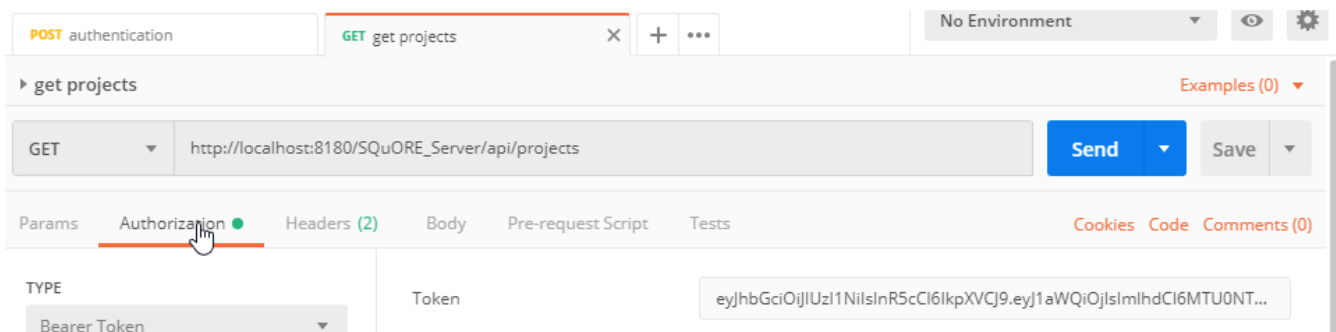 POST authentication
GET get projects
No Environment
get projects
Examples (0)
GET
http://localhost:8180/SQuORE_Server/api/projects
Send
Save
Params
Authorization
Headers (2)
Body
Pre-request Script
Tests
Cookies
Code
Comments (0)
TYPE
Bearer Token
Token
eyJhbGciOiJIUzI1NiIsInR5cCI6IkpXVCJ9.eyJ1aWQiOjIsImlhdCI6MTU0NT...